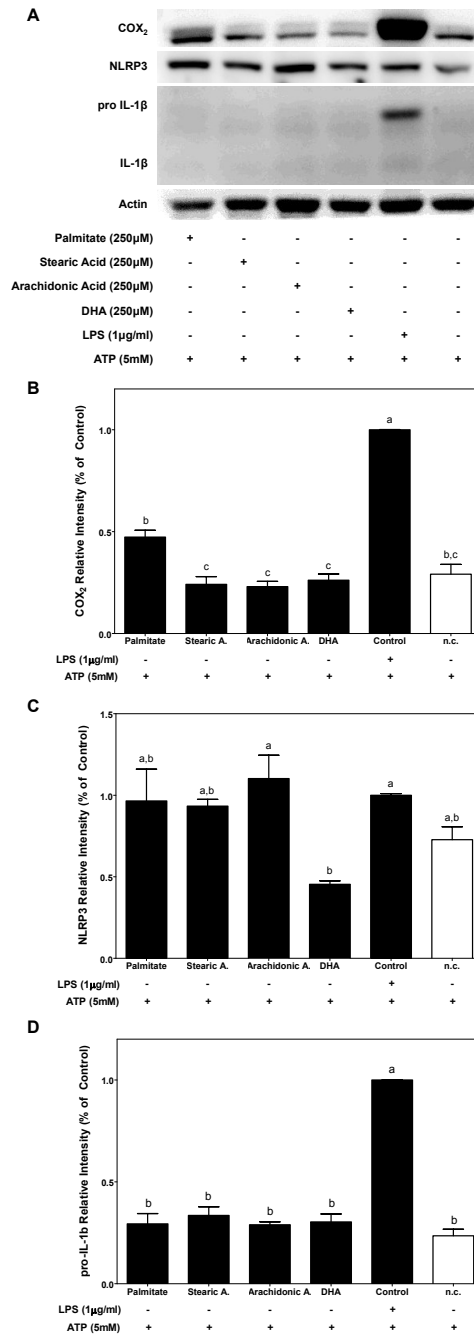 A
COX₂
NLRP3
pro IL-1β
IL-1β
Actin
Palmitate (250μM) + - - - - -
Stearic Acid (250μM) - + - - - -
Arachidonic Acid (250μM) - - + - - -
DHA (250μM) - - - + - -
LPS (1μg/ml) - - - - + -
ATP (5mM) + + + + + +
B
COX₂ Relative Intensity (% of Control)
1.0
0.5
0.0
b c c c a b,c
Palmitate Stearic A. Arachidonic A. DHA Control n.c.
LPS (1μg/ml) - - - - + -
ATP (5mM) + + + + + +
C
NLRP3 Relative Intensity (% of Control)
1.5
1.0
0.5
0.0
a,b a,b a b a a,b
Palmitate Stearic A. Arachidonic A. DHA Control n.c.
LPS (1μg/ml) - - - - + -
ATP (5mM) + + + + + +
D
pro-IL-1b Relative Intensity (% of Control)
1.0
0.5
0.0
b b b b a b
Palmitate Stearic A. Arachidonic A. DHA Control n.c.
LPS (1μg/ml) - - - - + -
ATP (5mM) + + + + + +